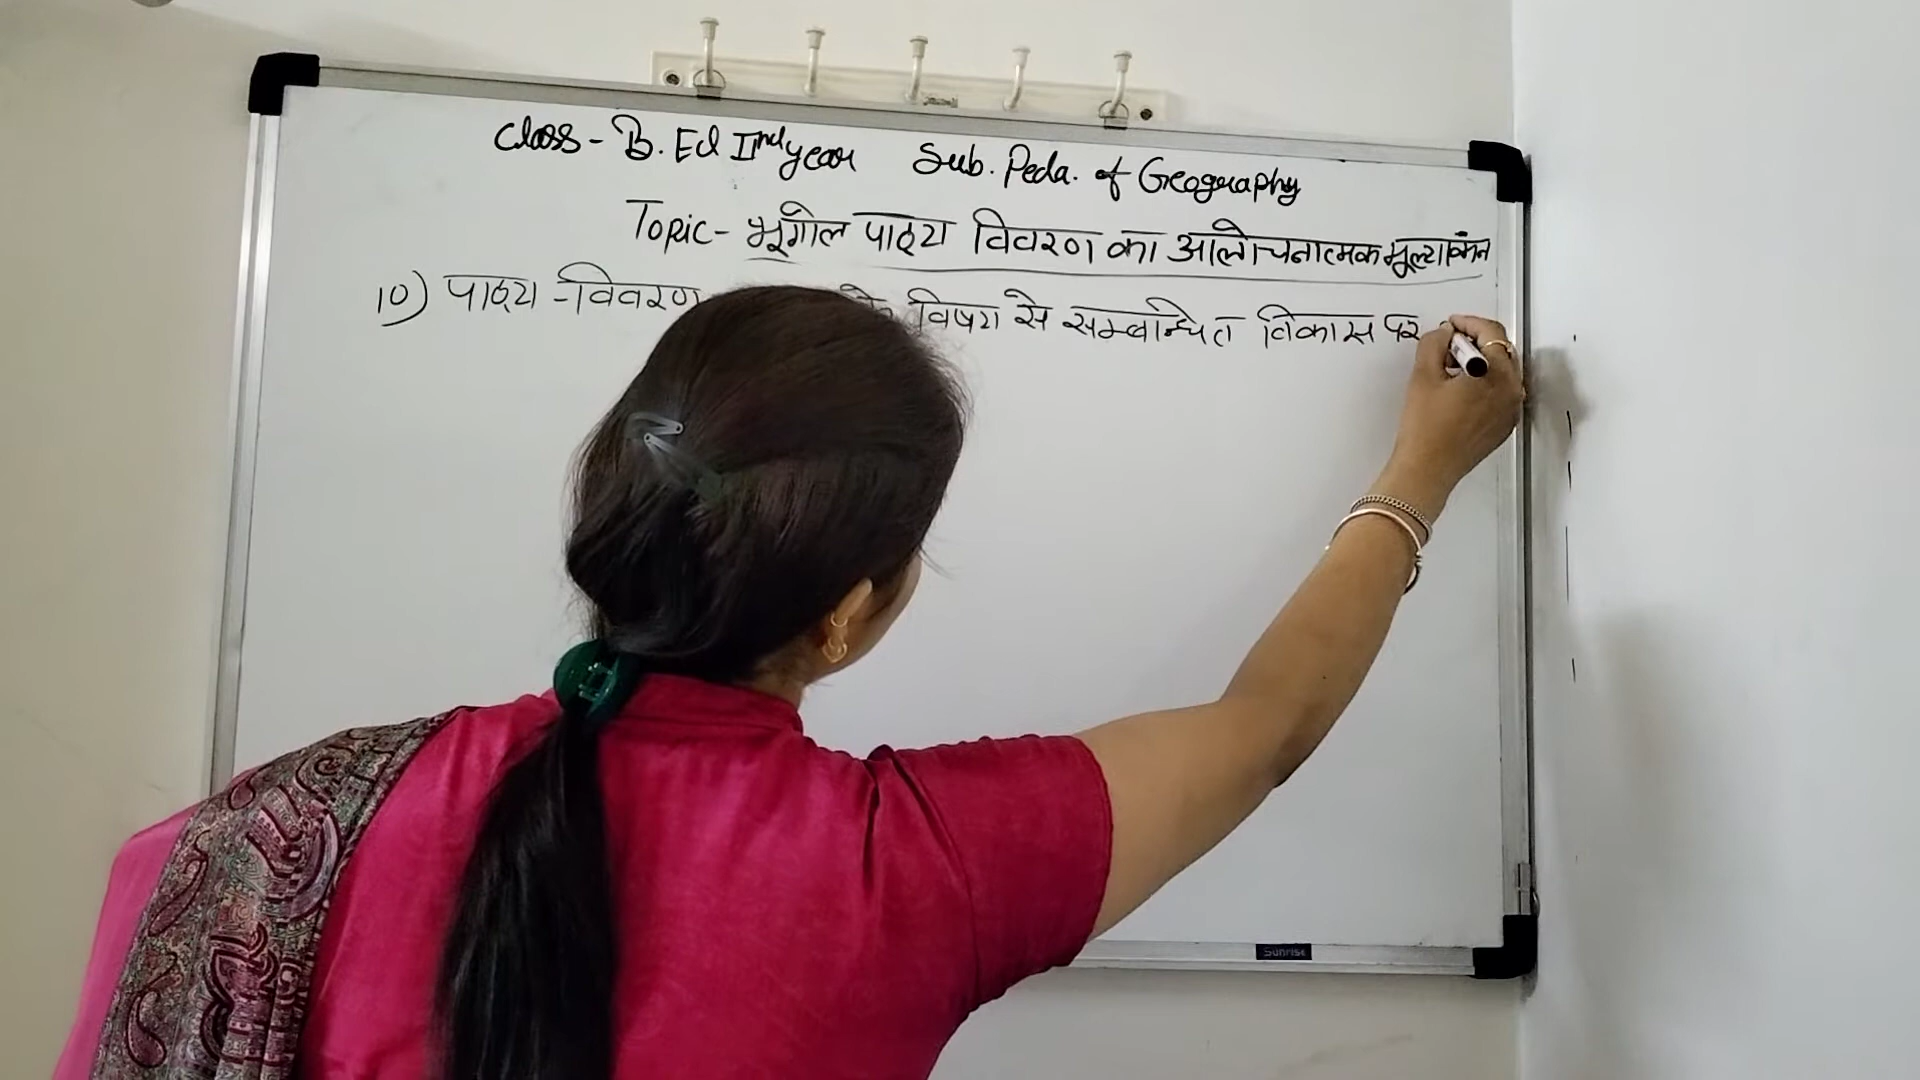 Class - B. Ed IInd year Sub. Peda. of Geography
Topic - भूगोल पाठ्य विवरण का आलोचनात्मक मूल्यांकन
10) पाठ्य - विवरण के विषय से सम्बन्धित विकास पर
Sunrise